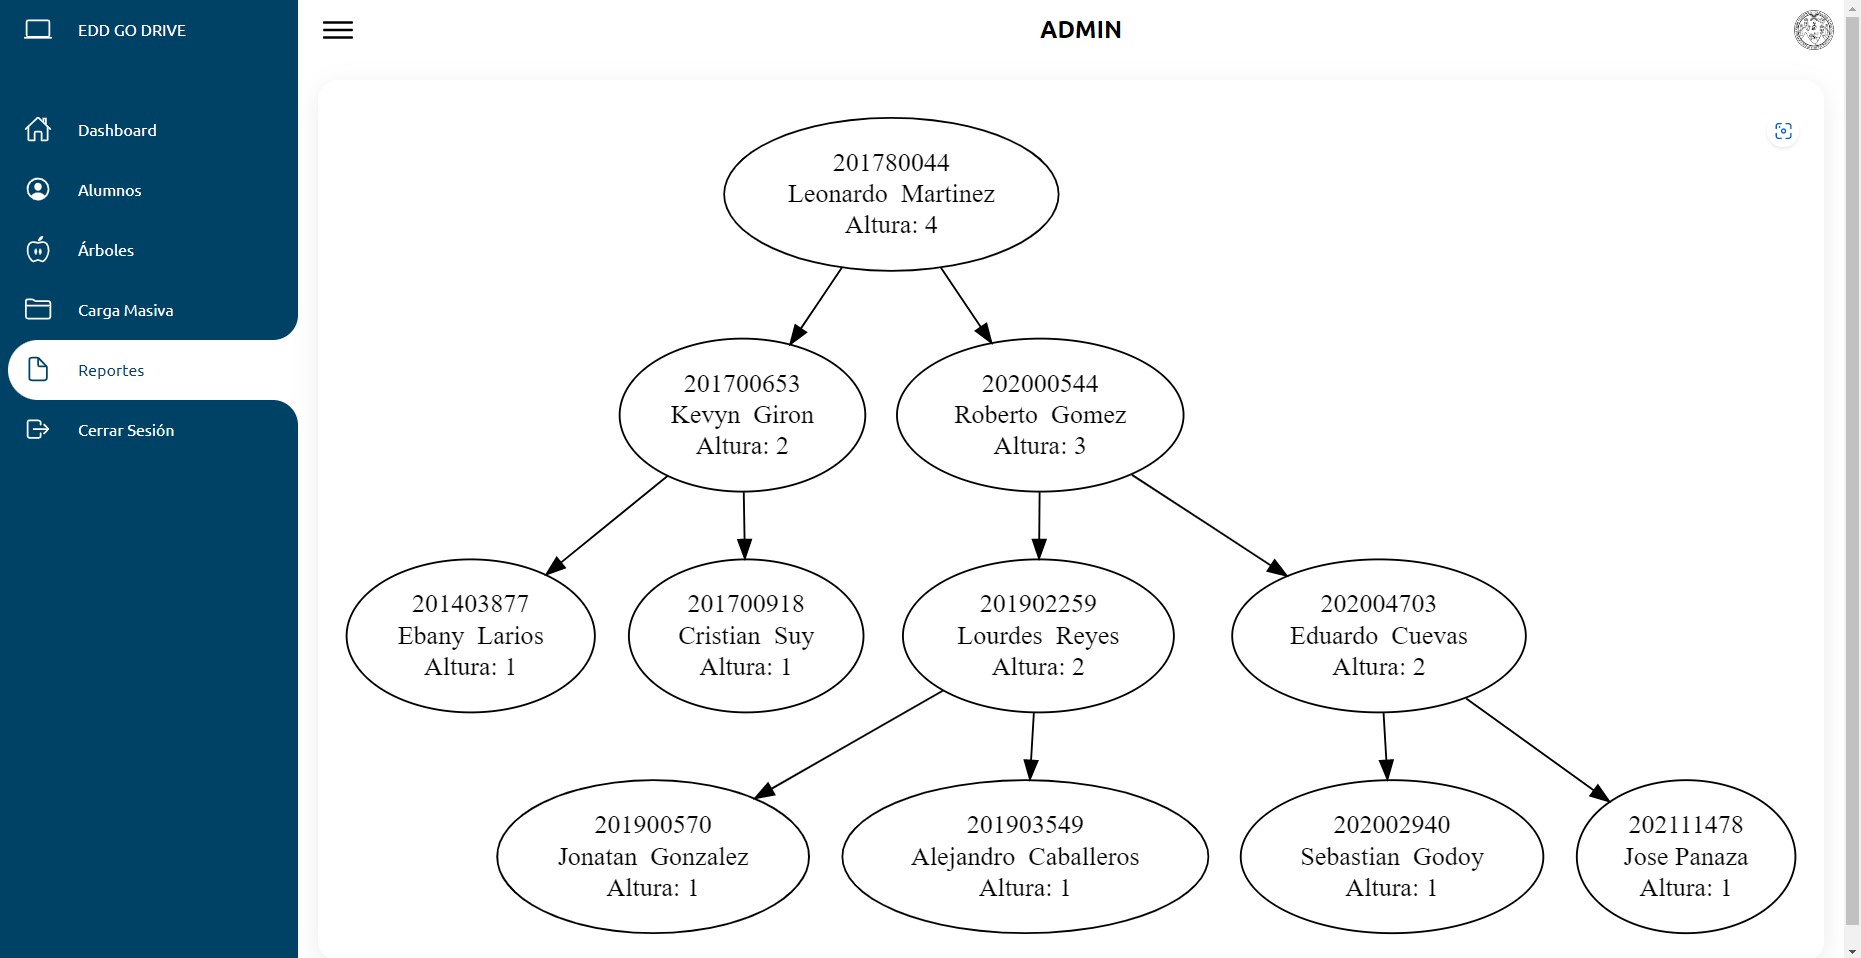 EDD GO DRIVE
Dashboard
Alumnos
Árboles
Carga Masiva
Reportes
Cerrar Sesión
ADMIN
201780044
Leonardo Martinez
Altura: 4
201700653
Kevyn Giron
Altura: 2
202000544
Roberto Gomez
Altura: 3
201403877
Ebany Larios
Altura: 1
201700918
Cristian Suy
Altura: 1
201902259
Lourdes Reyes
Altura: 2
202004703
Eduardo Cuevas
Altura: 2
201900570
Jonatan Gonzalez
Altura: 1
201903549
Alejandro Caballeros
Altura: 1
202002940
Sebastian Godoy
Altura: 1
202111478
Jose Panaza
Altura: 1